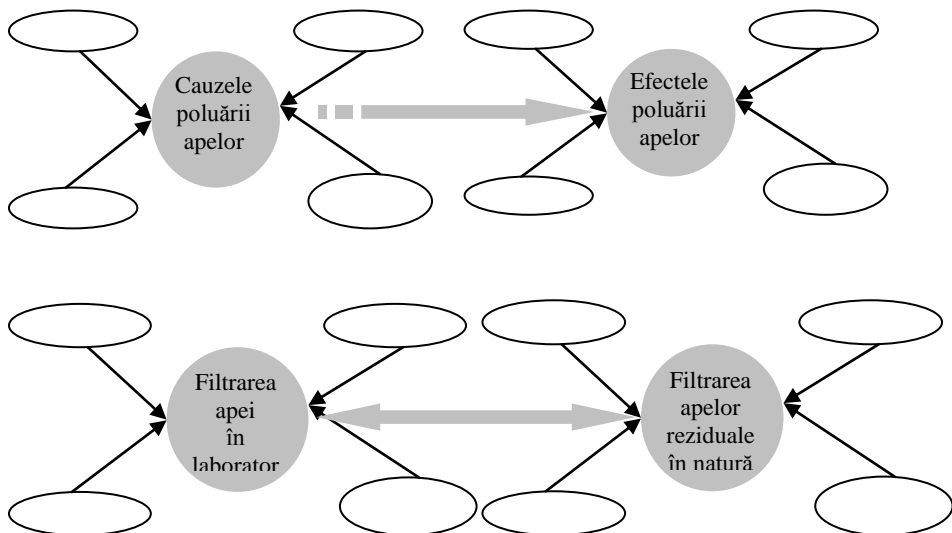 Cauzele
poluării
apelor
Efectele
poluării
apelor
Filtrarea
apei
în
laborator
Filtrarea
apelor
reziduale
în natură